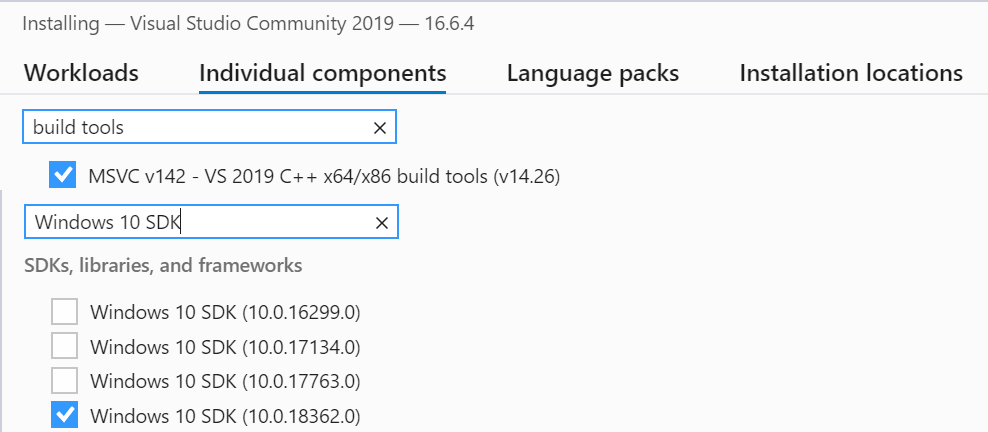 Installing — Visual Studio Community 2019 — 16.6.4
Workloads Individual components Language packs Installation locations
build tools
MSVC v142 - VS 2019 C++ x64/x86 build tools (v14.26)
Windows 10 SDK
SDKs, libraries, and frameworks
Windows 10 SDK (10.0.16299.0)
Windows 10 SDK (10.0.17134.0)
Windows 10 SDK (10.0.17763.0)
Windows 10 SDK (10.0.18362.0)